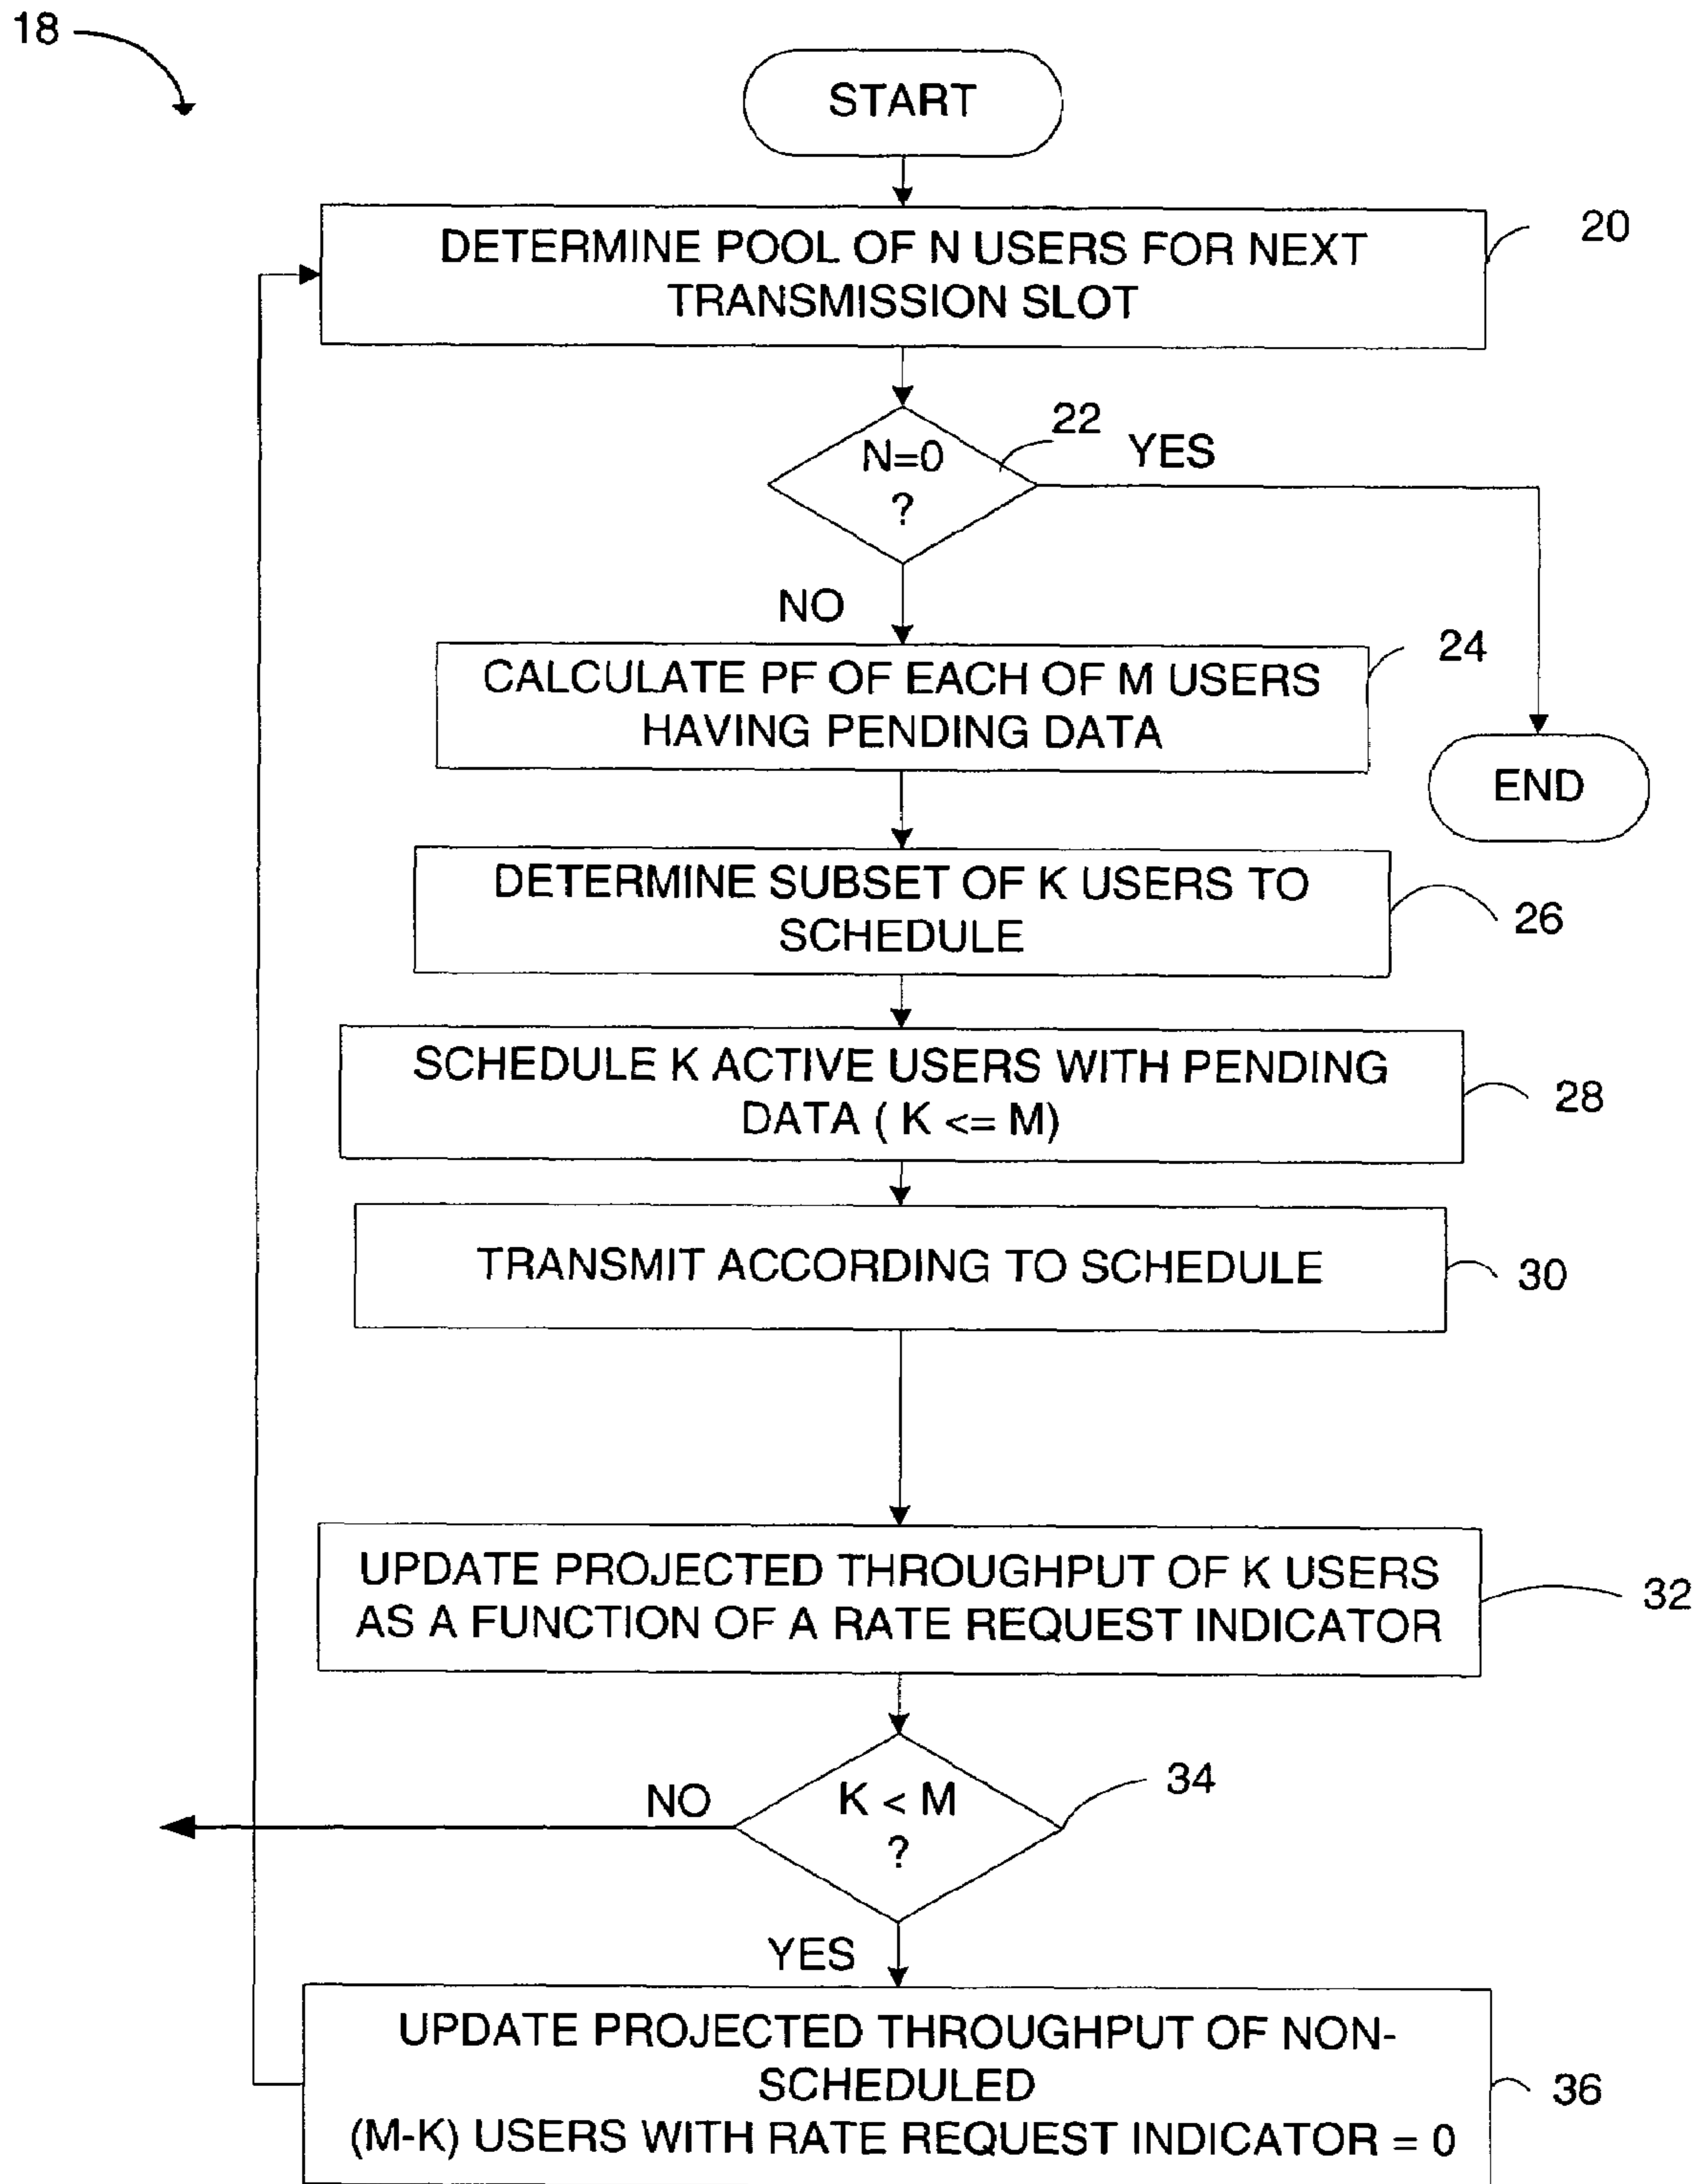 18
START
DETERMINE POOL OF N USERS FOR NEXT
TRANSMISSION SLOT
20
N=0
?
22
YES
NO
CALCULATE PF OF EACH OF M USERS
HAVING PENDING DATA
24
END
DETERMINE SUBSET OF K USERS TO
SCHEDULE
26
SCHEDULE K ACTIVE USERS WITH PENDING
DATA ( K <= M)
28
TRANSMIT ACCORDING TO SCHEDULE
30
UPDATE PROJECTED THROUGHPUT OF K USERS
AS A FUNCTION OF A RATE REQUEST INDICATOR
32
K < M
?
34
NO
YES
UPDATE PROJECTED THROUGHPUT OF NON-
SCHEDULED
(M-K) USERS WITH RATE REQUEST INDICATOR = 0
36